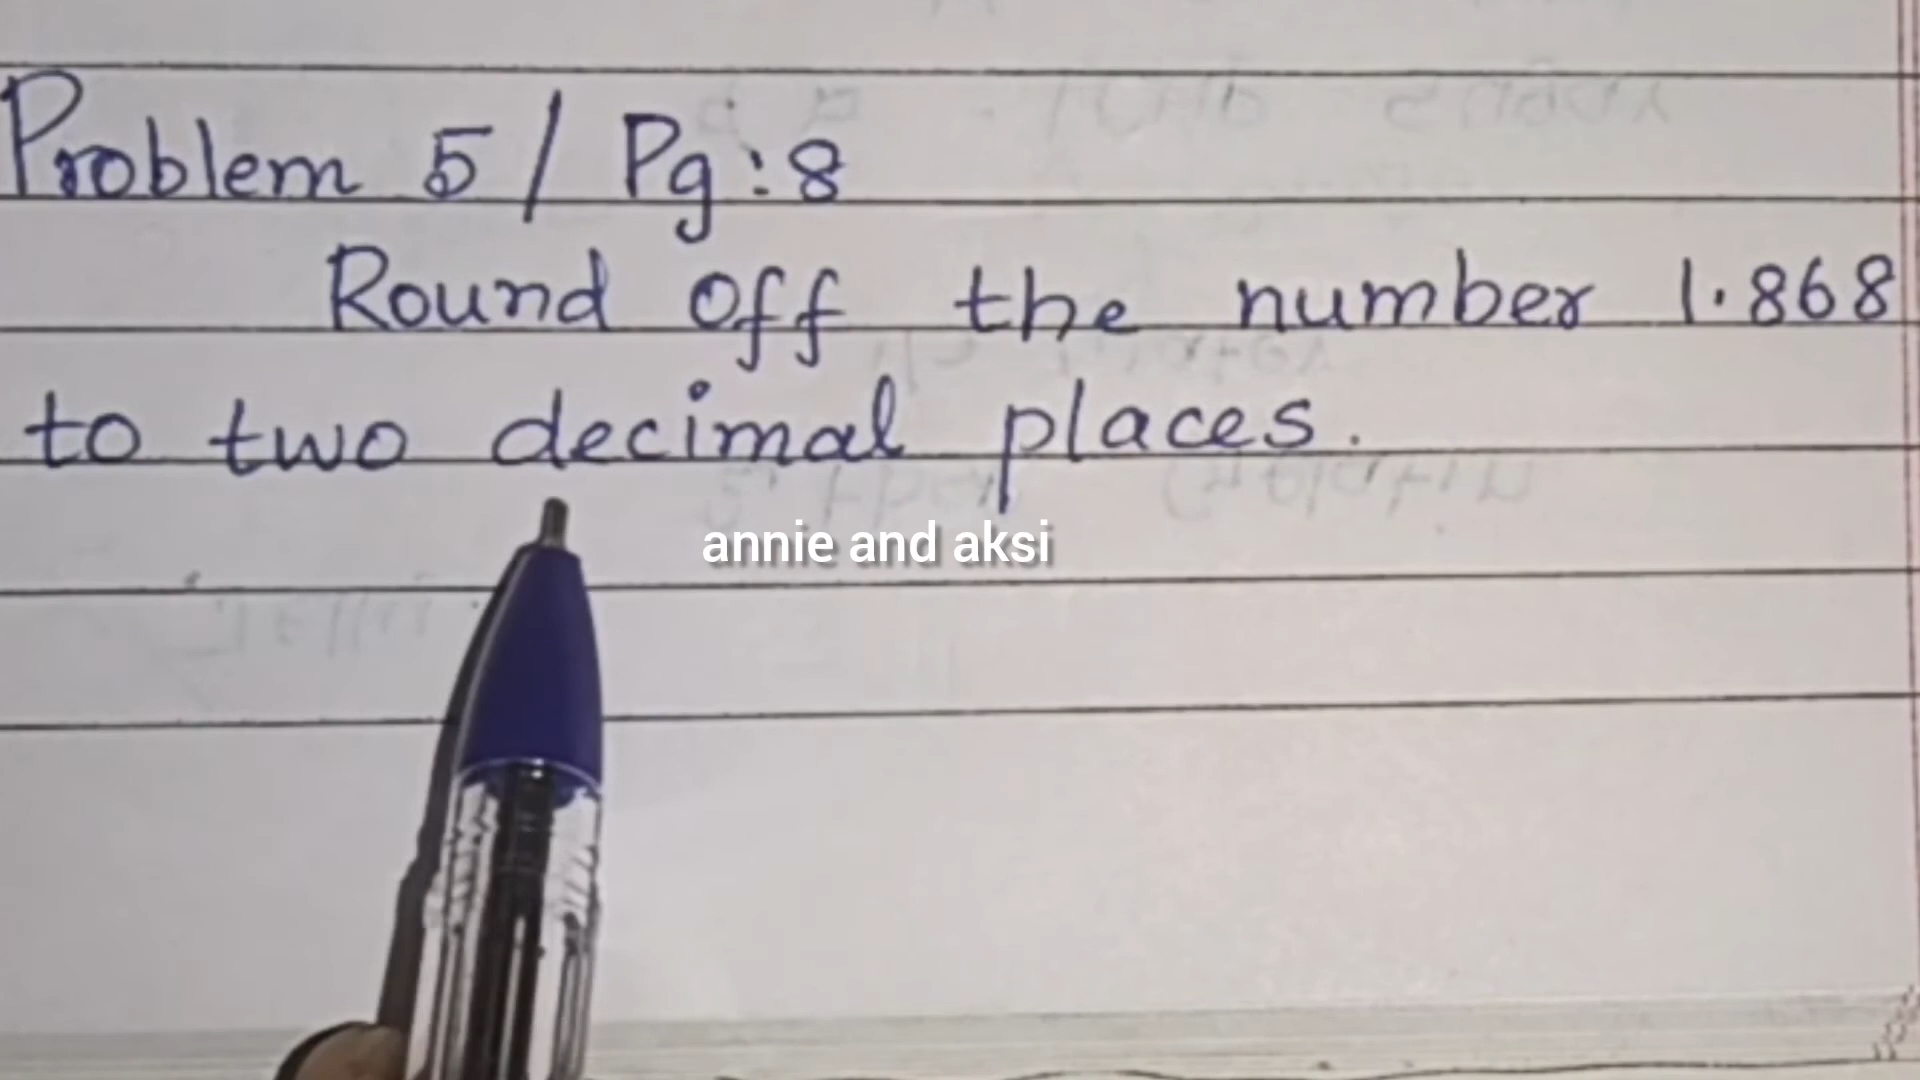 Problem 5 / Pg:8
Round off the number 1.868
to two decimal places.
annie and aksi